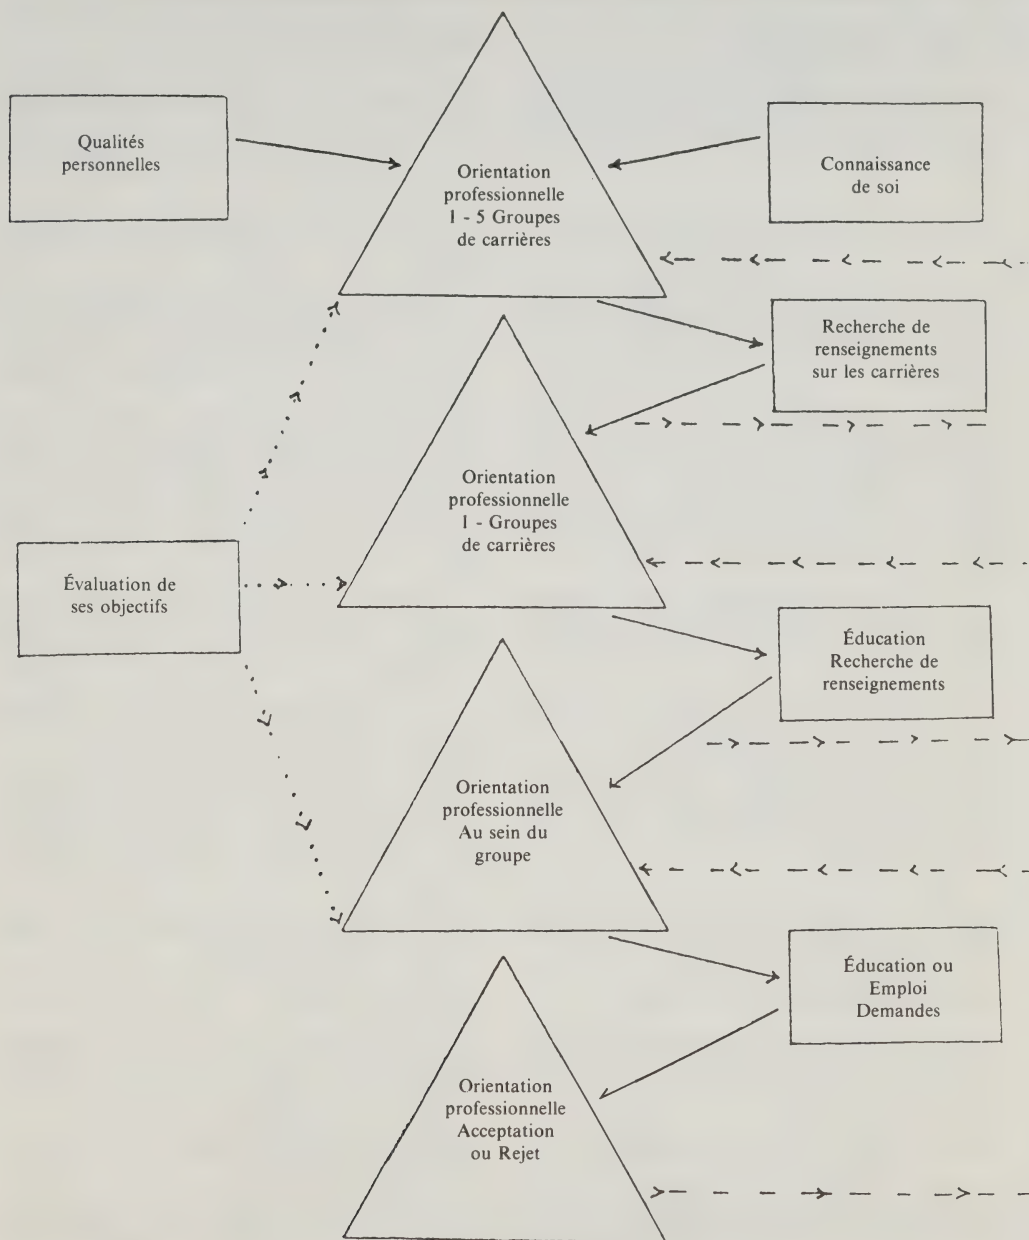 Qualités
personnelles
Orientation
professionnelle
1 - 5 Groupes
de carrières
Connaissance
de soi
Recherche de
renseignements
sur les carrières
Orientation
professionnelle
1 - Groupes
de carrières
Évaluation de
ses objectifs
Éducation
Recherche de
renseignements
Orientation
professionnelle
Au sein du
groupe
Éducation ou
Emploi
Demandes
Orientation
professionnelle
Acceptation
ou Rejet